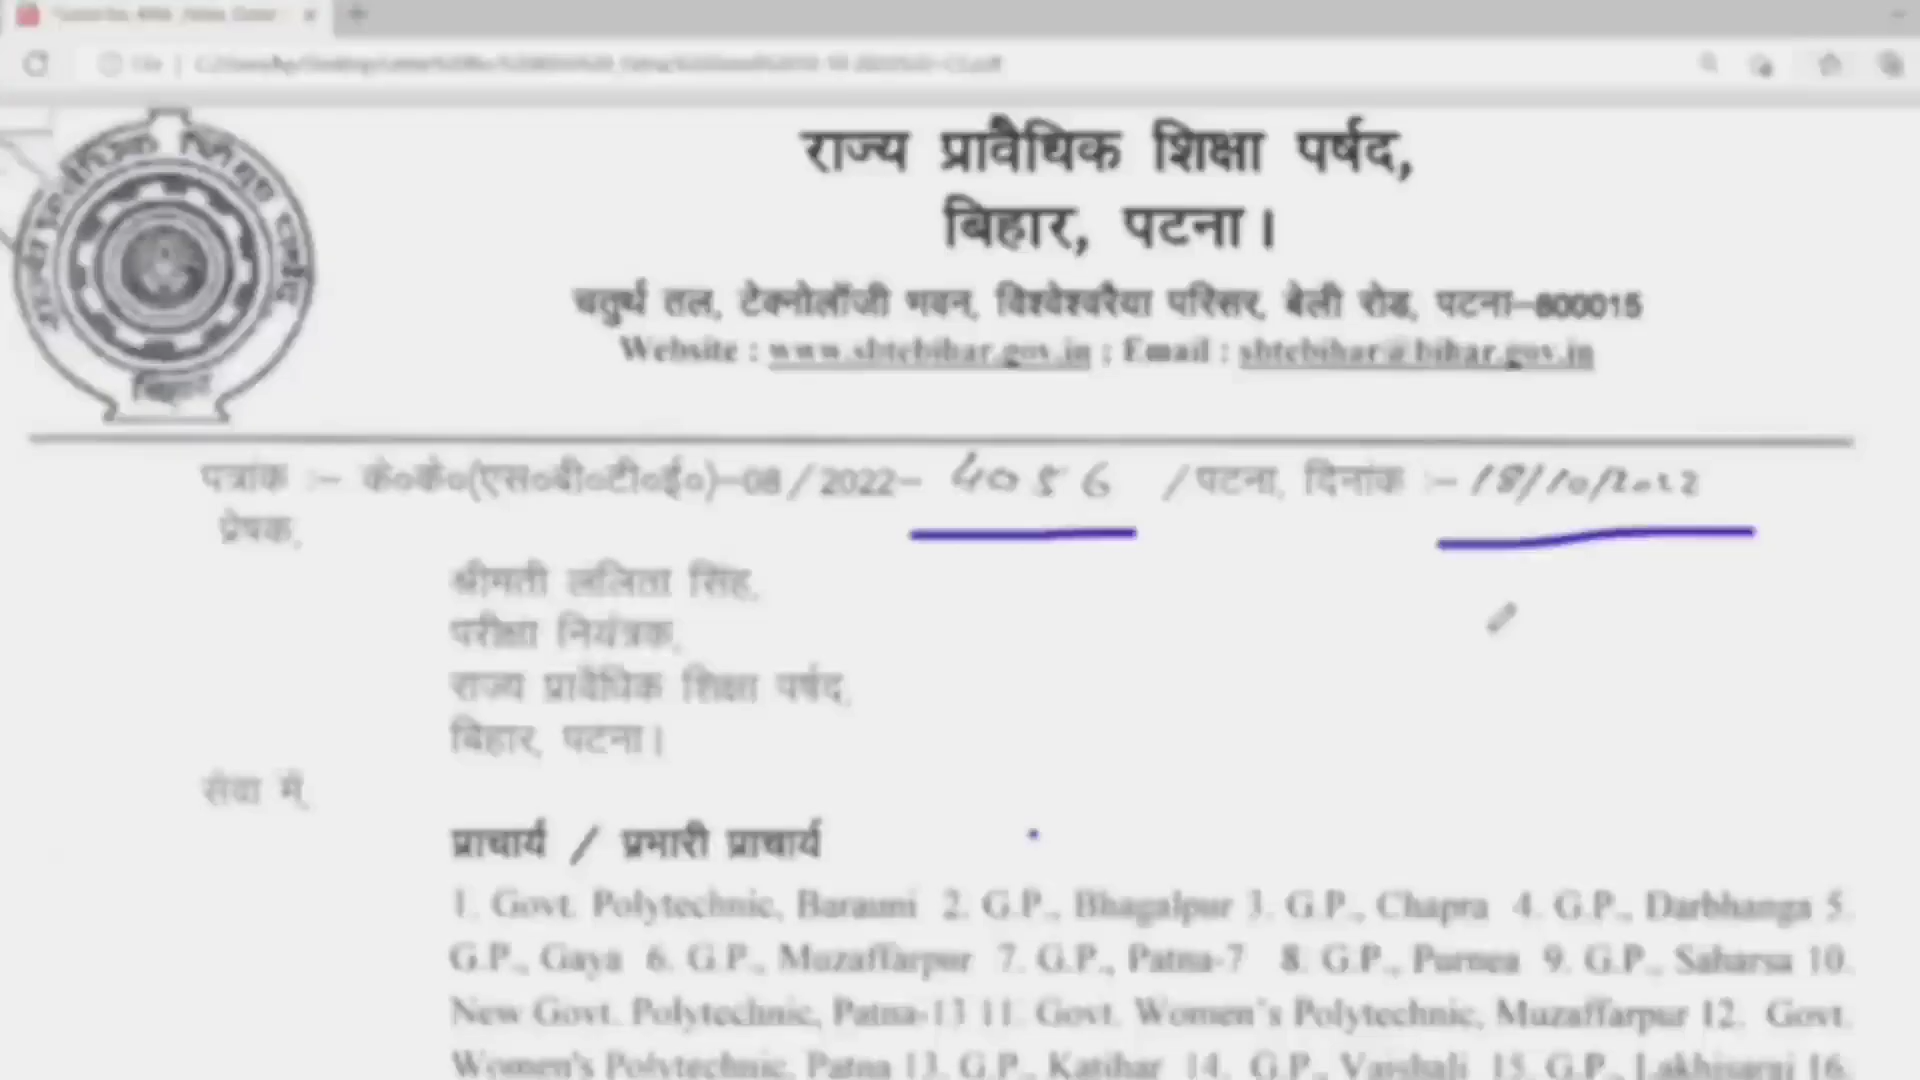 राज्य प्रावैधिक शिक्षा पर्षद,
बिहार, पटना।
चतुर्थ तल, टेक्नोलॉजी भवन, विश्वेश्वरैया परिसर, बेली रोड, पटना–800015
Website : www.sbtebihar.gov.in ; Email : sbtebihar@bihar.gov.in
पत्रांक :– के०के०(एस०बी०टी०ई०)–08/2022– 4056 /पटना, दिनांक :– 18/10/2022
प्रेषक,
श्रीमती ललिता सिंह,
परीक्षा नियंत्रक,
राज्य प्रावैधिक शिक्षा पर्षद,
बिहार, पटना।
सेवा में,
प्राचार्य / प्रभारी प्राचार्य
1. Govt. Polytechnic, Barauni 2. G.P., Bhagalpur 3. G.P., Chapra 4. G.P., Darbhanga 5.
G.P., Gaya 6. G.P., Muzaffarpur 7. G.P., Patna-7 8. G.P., Purnea 9. G.P., Saharsa 10.
New Govt. Polytechnic, Patna-13 11. Govt. Women's Polytechnic, Muzaffarpur 12. Govt.
Women's Polytechnic, Patna 13. G.P., Katihar 14. G.P., Vaishali 15. G.P., Lakhisarai 16.